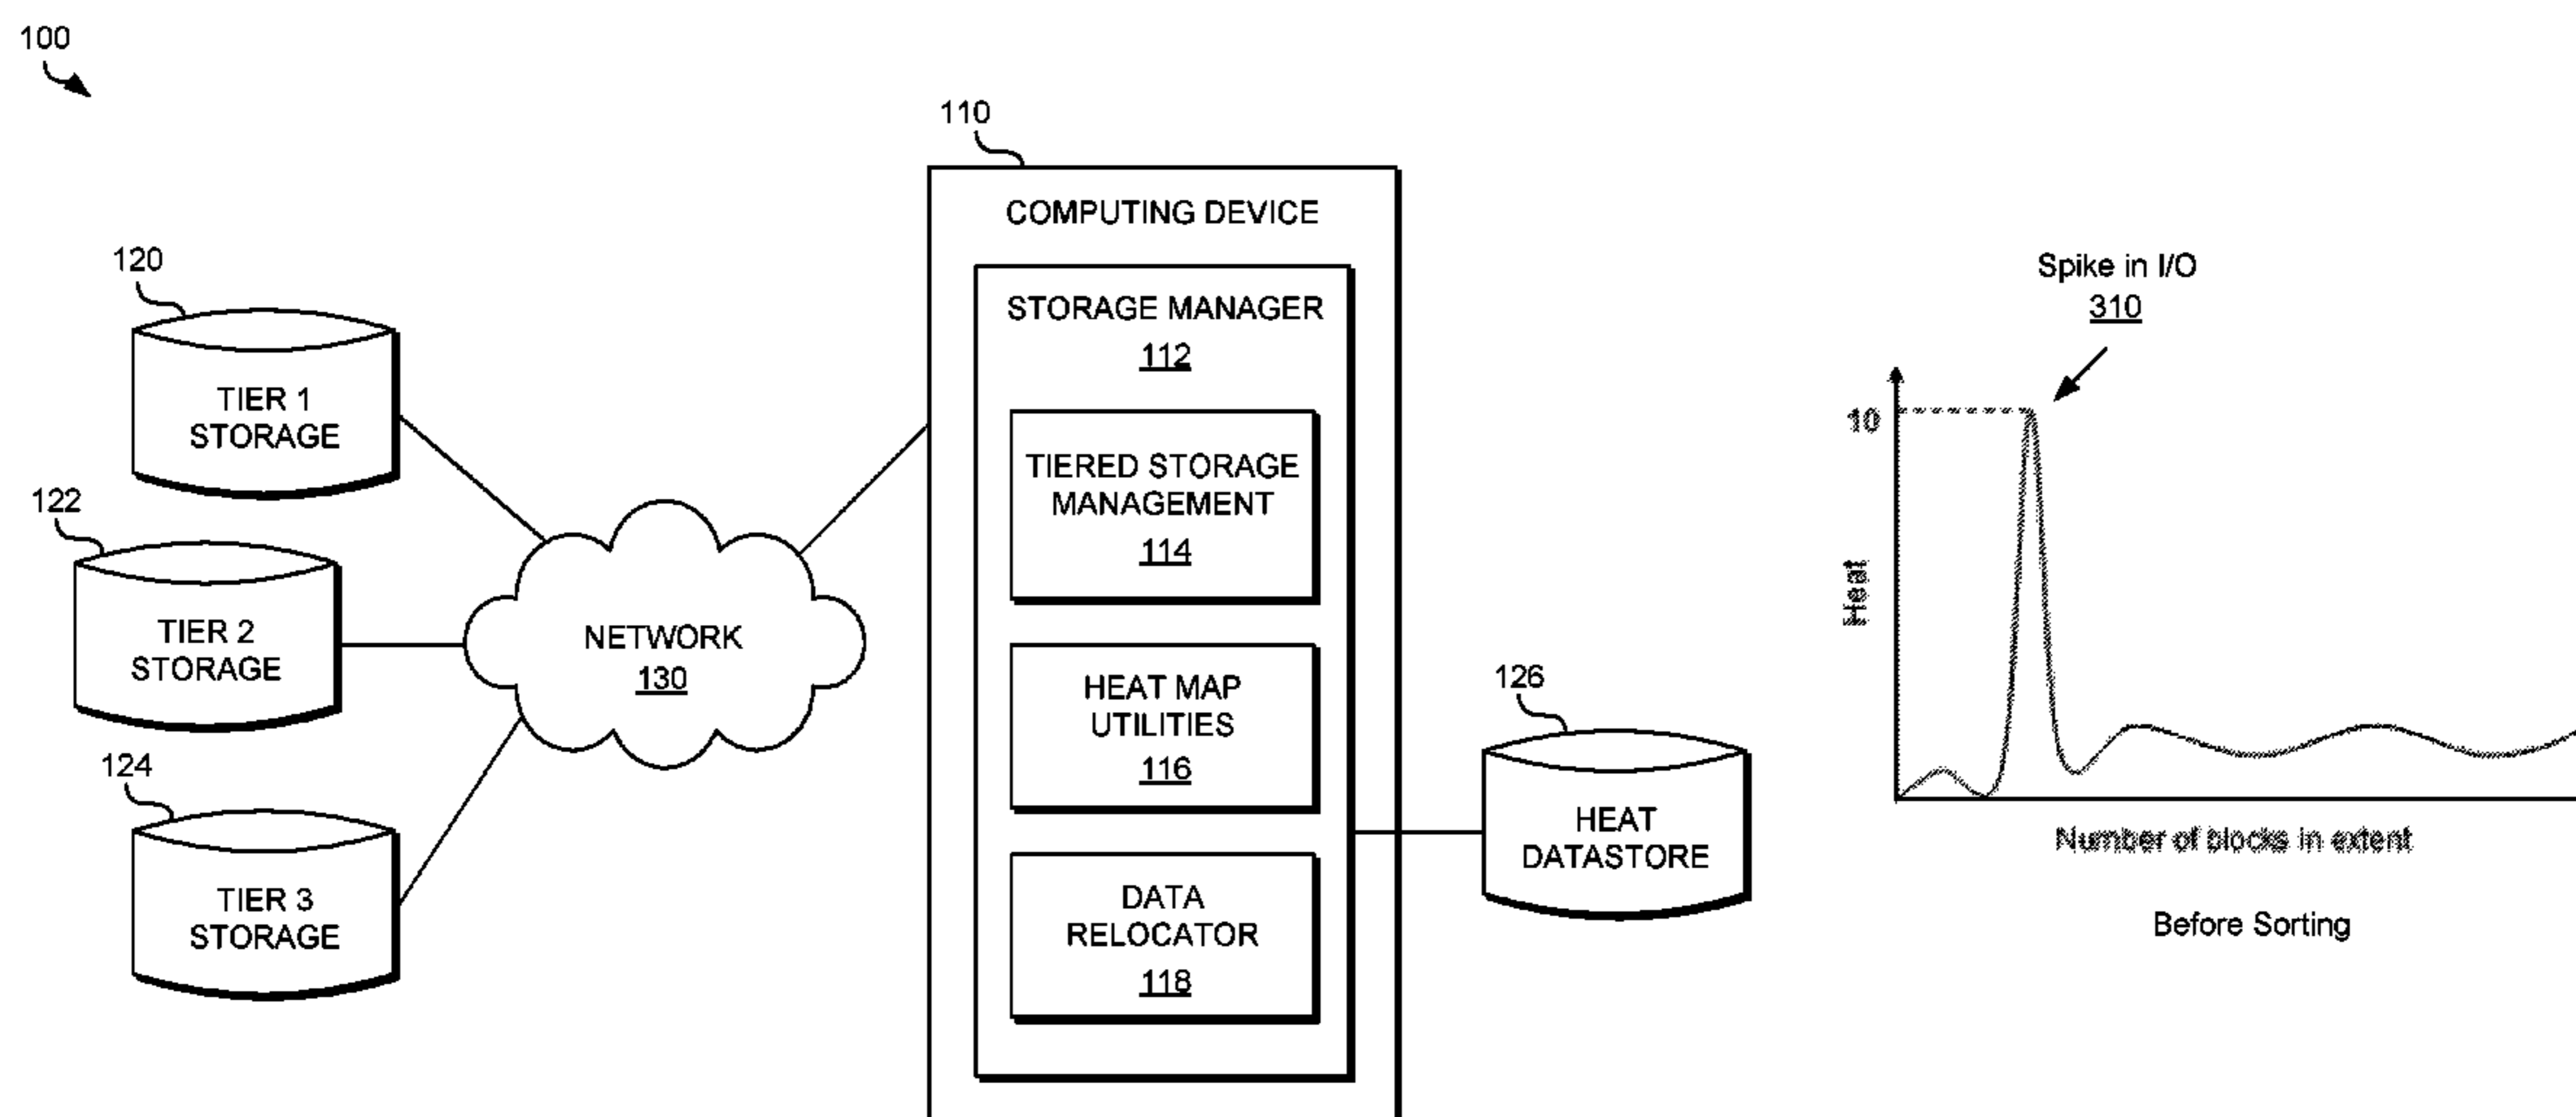 100
110
COMPUTING DEVICE
120
TIER 1
STORAGE
122
TIER 2
STORAGE
124
TIER 3
STORAGE
NETWORK
130
STORAGE MANAGER
112
TIERED STORAGE
MANAGEMENT
114
HEAT MAP
UTILITIES
116
DATA
RELOCATOR
118
126
HEAT
DATASTORE
Spike in I/O
310
10
Heat
Number of blocks in extent
Before Sorting